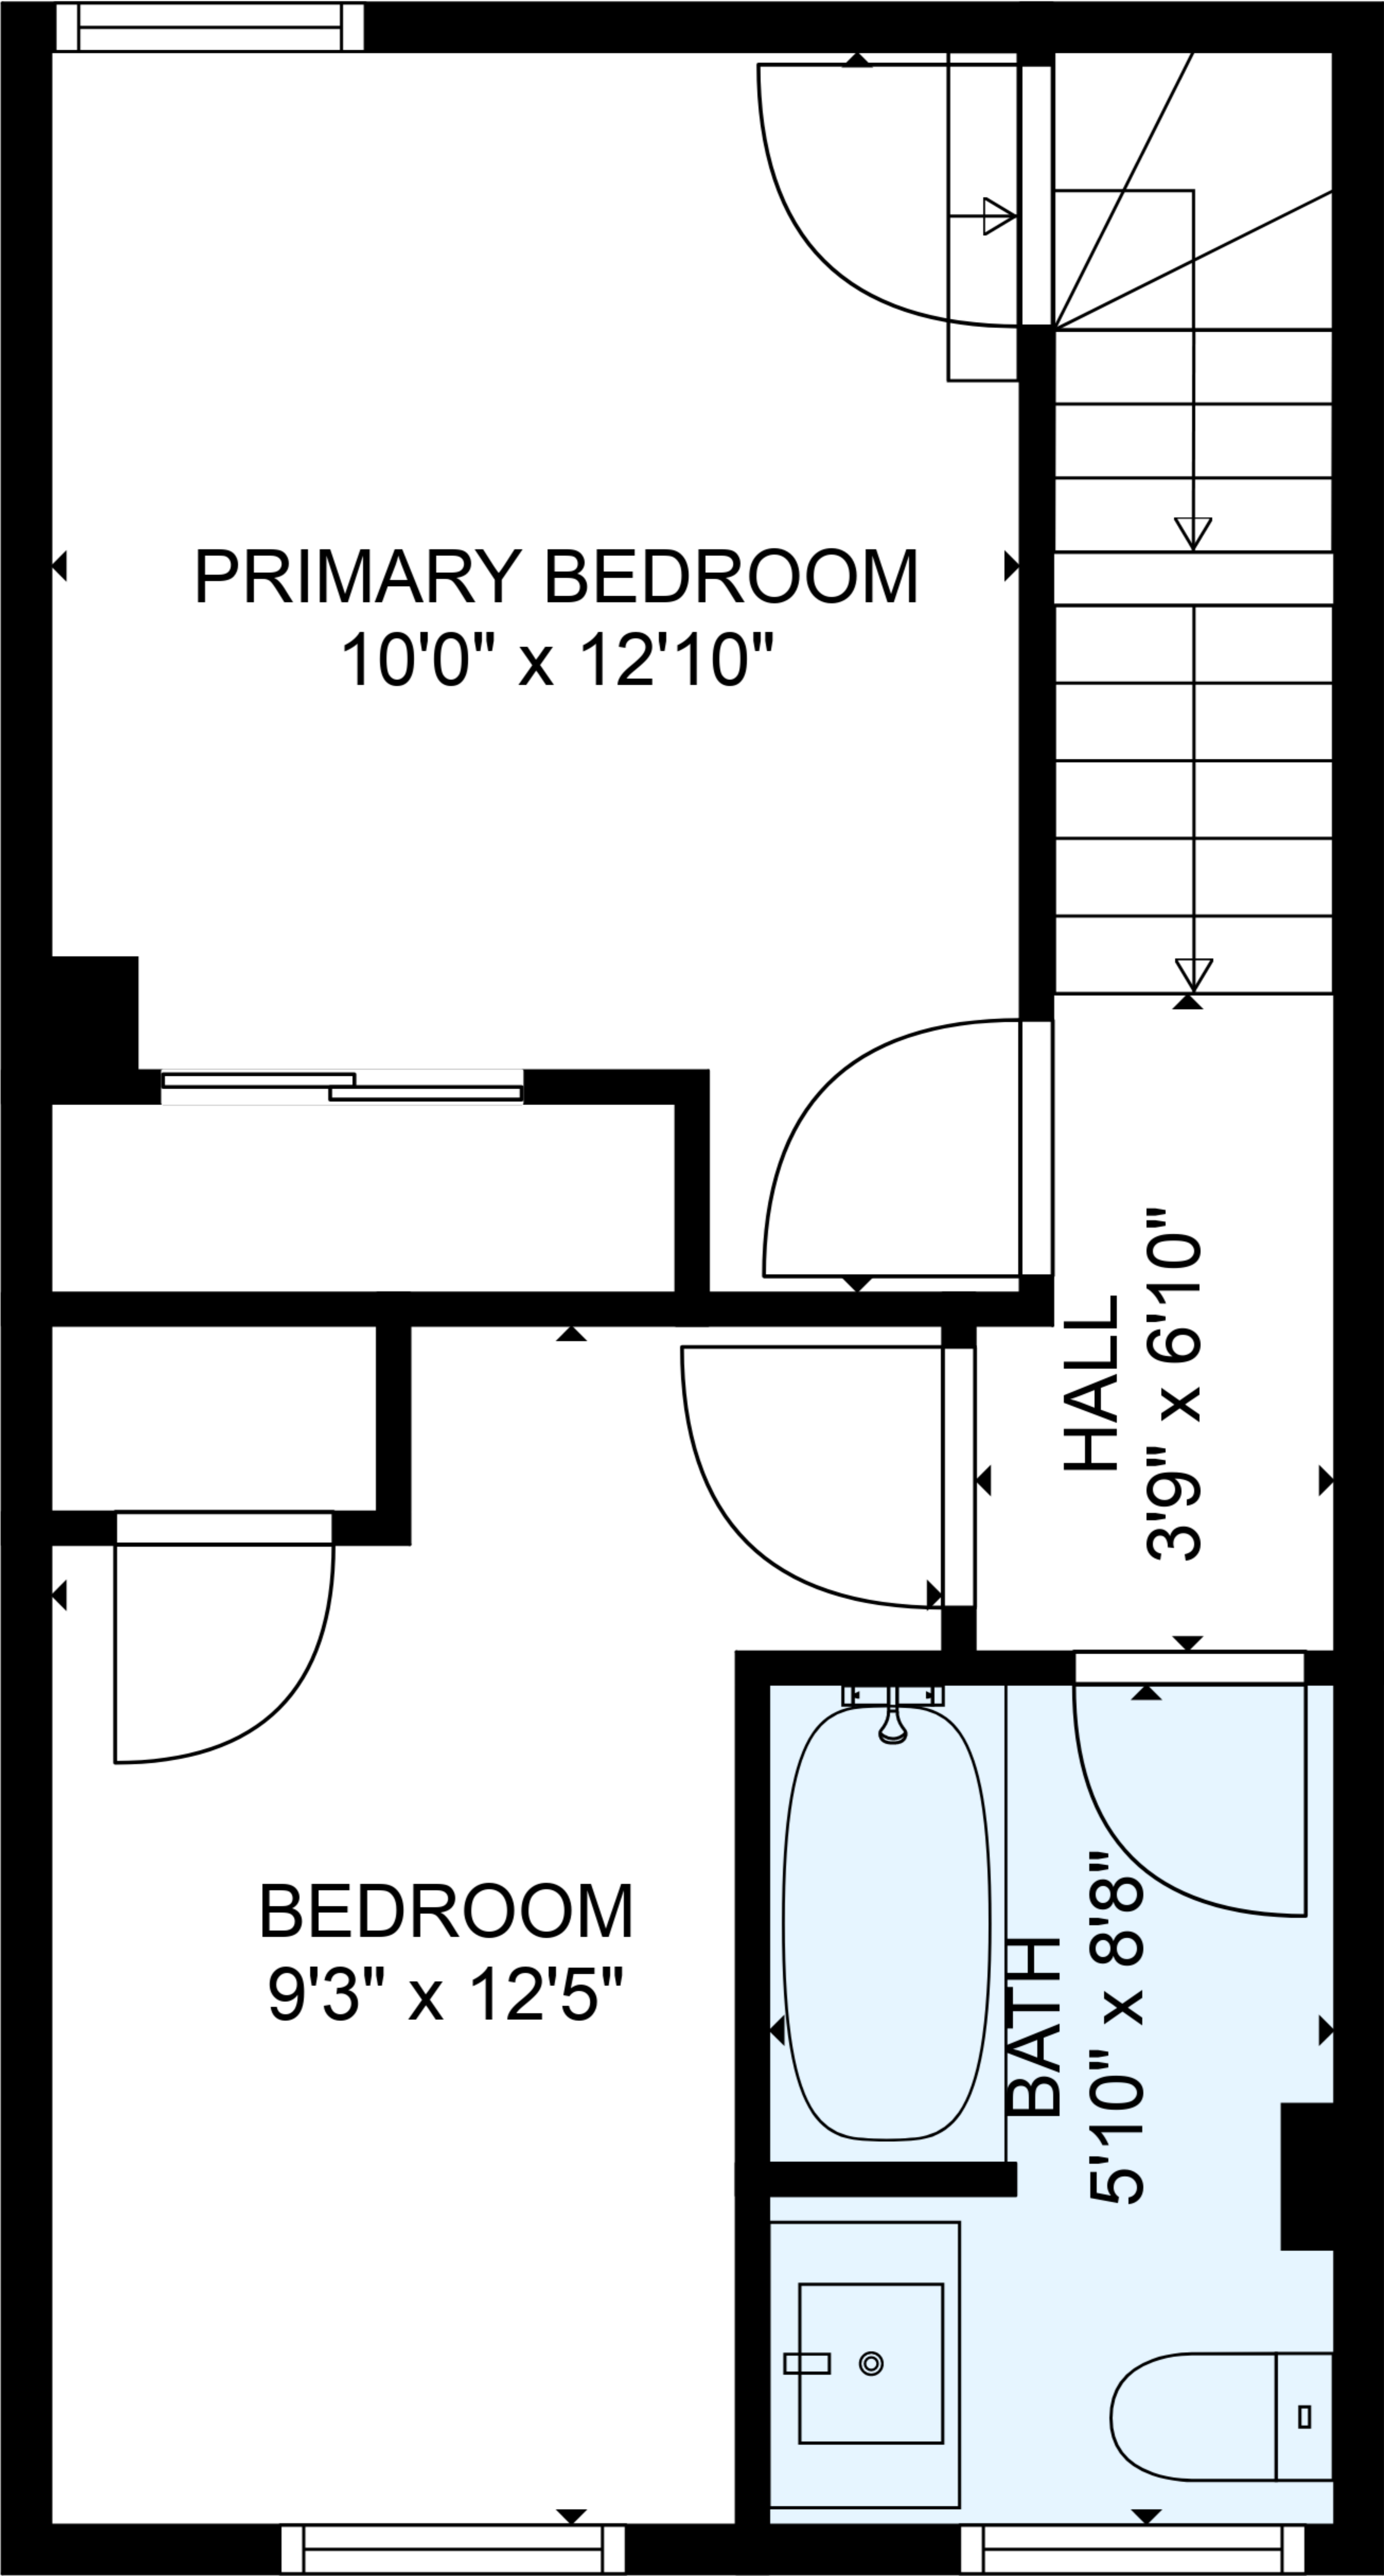 PRIMARY BEDROOM
10'0" x 12'10"
HALL
3'9" x 6'10"
BEDROOM
9'3" x 12'5"
BATH
5'10" x 8'8"